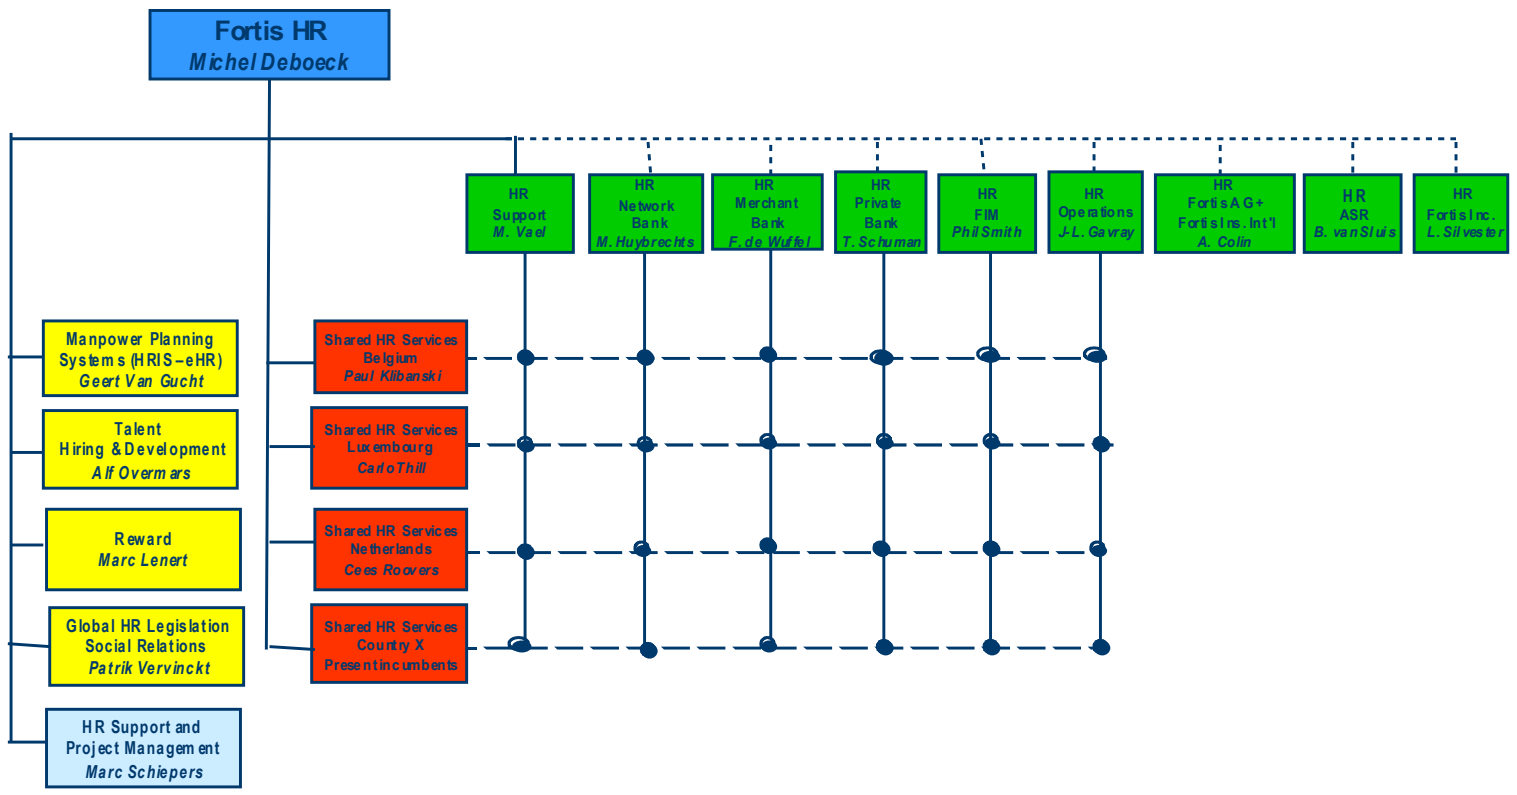 Fortis HR
Michel Deboeck
HR
Support
M. Vael
HR
Network
Bank
M. Huybrechts
HR
Merchant
Bank
F. de Wuffel
HR
Private
Bank
T. Schuman
HR
FIM
Phil Smith
HR
Operations
J-L. Gavray
HR
Fortis AG +
Fortis Ins. Int'l
A. Colin
HR
ASR
B. van Sluis
HR
Fortis Inc.
L. Silvester
Manpower Planning
Systems (HRIS – eHR)
Geert Van Gucht
Talent
Hiring & Development
Alf Overmars
Reward
Marc Lenert
Global HR Legislation
Social Relations
Patrik Vervinckt
HR Support and
Project Management
Marc Schiepers
Shared HR Services
Belgium
Paul Klibanski
Shared HR Services
Luxembourg
Carlo Thill
Shared HR Services
Netherlands
Cees Roovers
Shared HR Services
Country X
Present incumbents